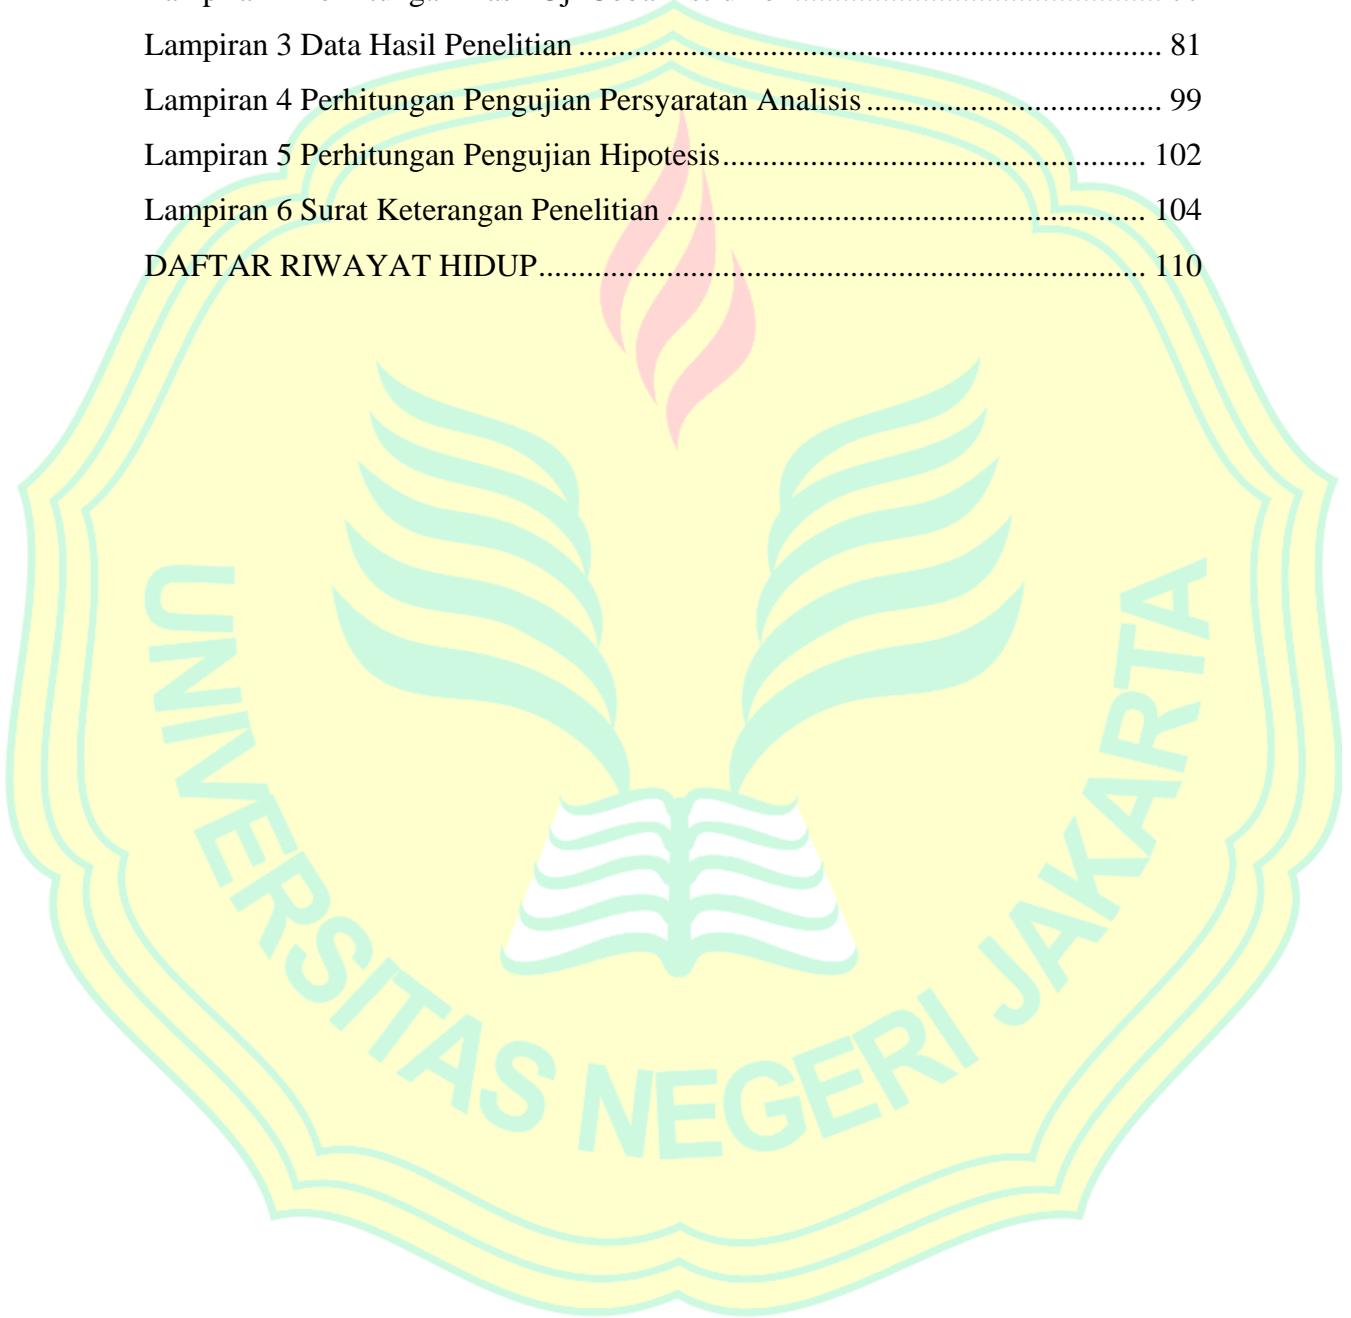 Lampiran 3 Data Hasil Penelitian ........................................................................ 81
Lampiran 4 Perhitungan Pengujian Persyaratan Analisis .................................... 99
Lampiran 5 Perhitungan Pengujian Hipotesis..................................................... 102
Lampiran 6 Surat Keterangan Penelitian ........................................................... 104
DAFTAR RIWAYAT HIDUP........................................................................... 110
UNIVERSITAS NEGERI JAKARTA